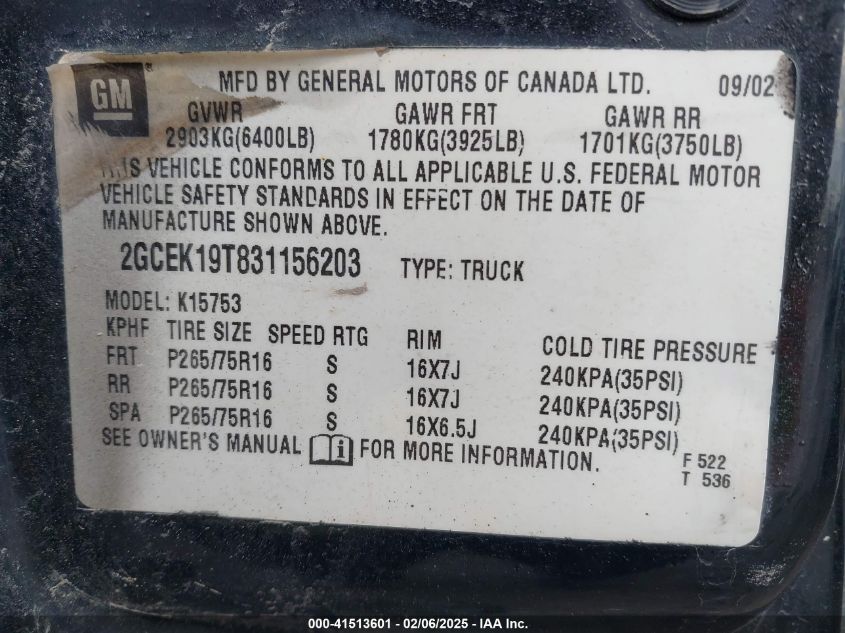 GM ® MFD BY GENERAL MOTORS OF CANADA LTD. 09/02
GVWR GAWR FRT GAWR RR
2903KG(6400LB) 1780KG(3925LB) 1701KG(3750LB)
THIS VEHICLE CONFORMS TO ALL APPLICABLE U.S. FEDERAL MOTOR
VEHICLE SAFETY STANDARDS IN EFFECT ON THE DATE OF
MANUFACTURE SHOWN ABOVE.
2GCEK19T831156203 TYPE: TRUCK
MODEL: K15753
KPHF TIRE SIZE SPEED RTG RIM COLD TIRE PRESSURE
FRT P265/75R16 S 16X7J 240KPA(35PSI)
RR P265/75R16 S 16X7J 240KPA(35PSI)
SPA P265/75R16 S 16X6.5J 240KPA(35PSI)
SEE OWNER'S MANUAL i FOR MORE INFORMATION.
F 522
T 536
000-41513601 - 02/06/2025 - IAA Inc.